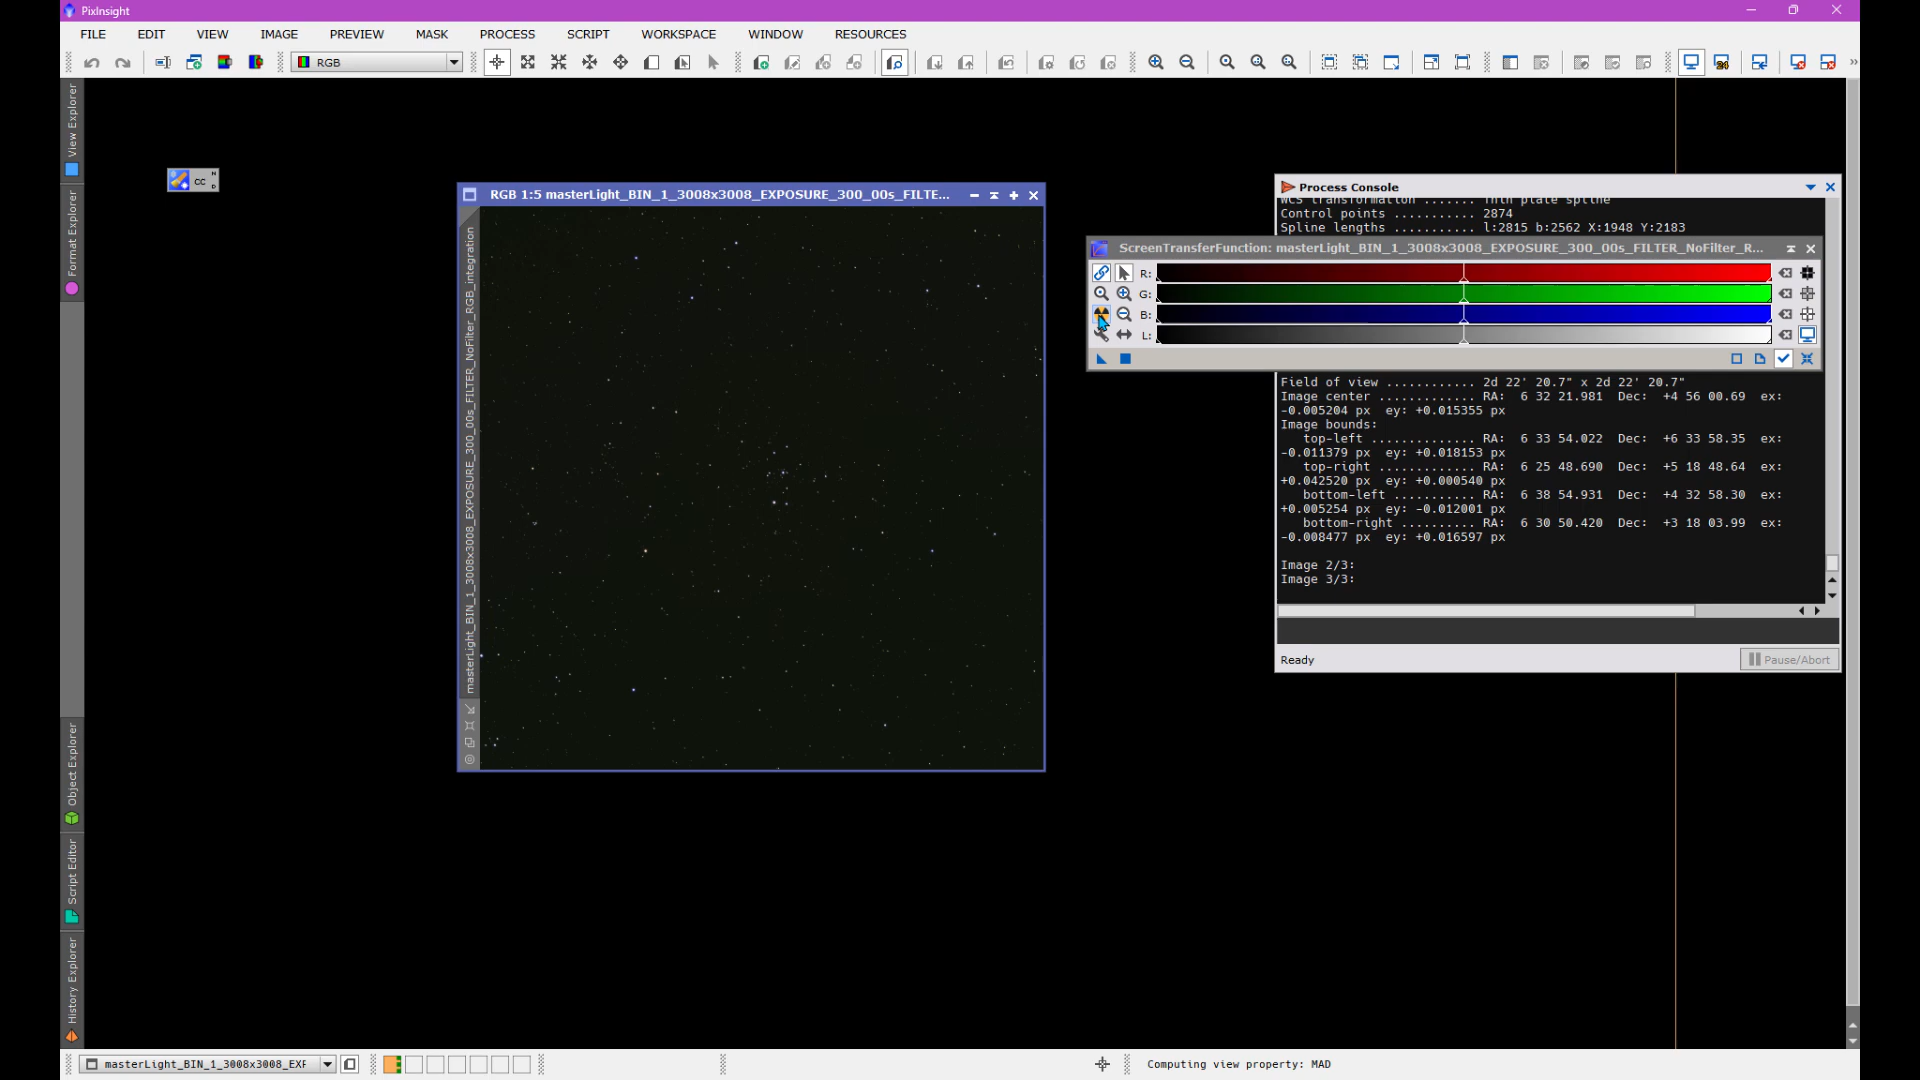 PixInsight
FILE EDIT VIEW IMAGE PREVIEW PROCESS MASK SCRIPT WORKSPACE WINDOW RESOURCES
RGB
24
View Explorer
Format Explorer
Object Explorer
Script Editor
History Explorer
cc
N
D
RGB 1:5 masterLight_BIN_1_3008x3008_EXPOSURE_300_00s_FILTE...
masterLight_BIN_1_3008x3008_EXPOSURE_300_00s_FILTER_NoFilter_RGB_integration
Process Console
WCS transformation ....... Thin plate spline
Control points ........... 2874
Spline lengths ........... l:2815 b:2562 X:1948 Y:2183
ScreenTransferFunction: masterLight_BIN_1_3008x3008_EXPOSURE_300_00s_FILTER_NoFilter_R...
R:
G:
B:
L:
Field of view ............ 2d 22' 20.7" x 2d 22' 20.7"
Image center ............. RA: 6 32 21.981 Dec: +4 56 00.69 ex:
-0.005204 px ey: +0.015355 px
Image bounds:
top-left ............... RA: 6 33 54.022 Dec: +6 33 58.35 ex:
-0.011379 px ey: +0.018153 px
top-right .............. RA: 6 25 48.690 Dec: +5 18 48.64 ex:
+0.042520 px ey: +0.000540 px
bottom-left ............ RA: 6 38 54.931 Dec: +4 32 58.30 ex:
+0.005254 px ey: -0.012001 px
bottom-right ........... RA: 6 30 50.420 Dec: +3 18 03.99 ex:
-0.008477 px ey: +0.016597 px
Image 2/3:
Image 3/3:
Ready
Pause/Abort
masterLight_BIN_1_3008x3008_EXF
Computing view property: MAD